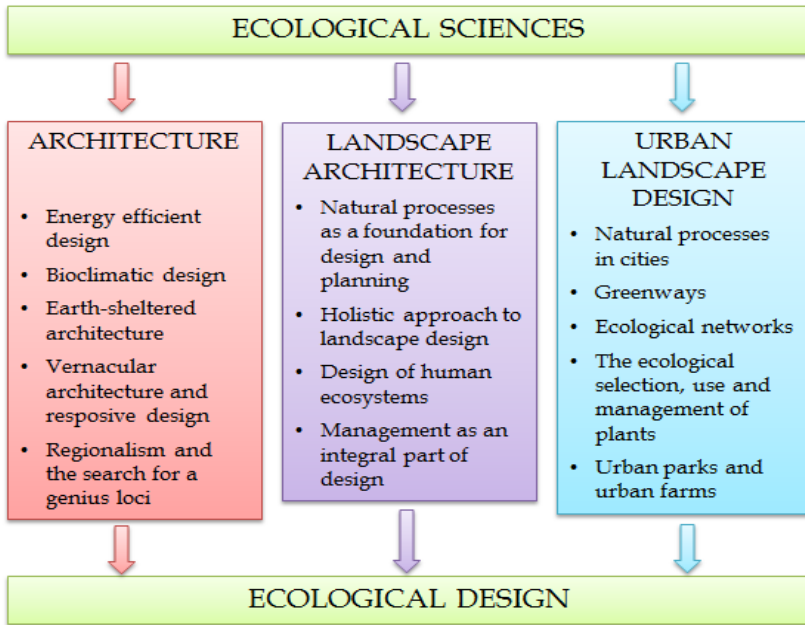 ECOLOGICAL SCIENCES
ARCHITECTURE
• Energy efficient
design
• Bioclimatic design
• Earth-sheltered
architecture
• Vernacular
architecture and
resposive design
• Regionalism and
the search for a
genius loci
LANDSCAPE
ARCHITECTURE
• Natural processes
as a foundation for
design and
planning
• Holistic approach to
landscape design
• Design of human
ecosystems
• Management as an
integral part of
design
URBAN
LANDSCAPE
DESIGN
• Natural processes
in cities
• Greenways
• Ecological networks
• The ecological
selection, use and
management of
plants
• Urban parks and
urban farms
ECOLOGICAL DESIGN